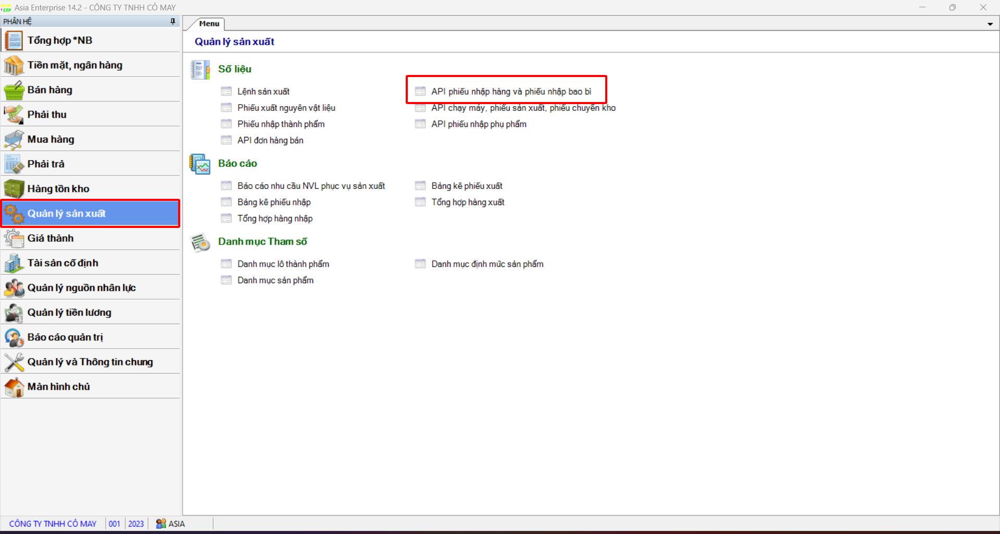 Asia Enterprise 14.2 - CÔNG TY TNHH CỎ MAY
PHÂN HỆ
Tổng hợp *NB
Tiền mặt, ngân hàng
Bán hàng
Phải thu
Mua hàng
Phải trả
Hàng tồn kho
Quản lý sản xuất
Giá thành
Tài sản cố định
Quản lý nguồn nhân lực
Quản lý tiền lương
Báo cáo quản trị
Quản lý và Thông tin chung
Màn hình chủ
Menu
Quản lý sản xuất
Số liệu
Lệnh sản xuất
API phiếu nhập hàng và phiếu nhập bao bì
Phiếu xuất nguyên vật liệu
API chạy máy, phiếu sản xuất, phiếu chuyển kho
Phiếu nhập thành phẩm
API phiếu nhập phụ phẩm
API đơn hàng bán
Báo cáo
Báo cáo nhu cầu NVL phục vụ sản xuất
Bảng kê phiếu xuất
Bảng kê phiếu nhập
Tổng hợp hàng xuất
Tổng hợp hàng nhập
Danh mục Tham số
Danh mục lô thành phẩm
Danh mục định mức sản phẩm
Danh mục sản phẩm
CÔNG TY TNHH CỎ MAY 001 2023 ASIA